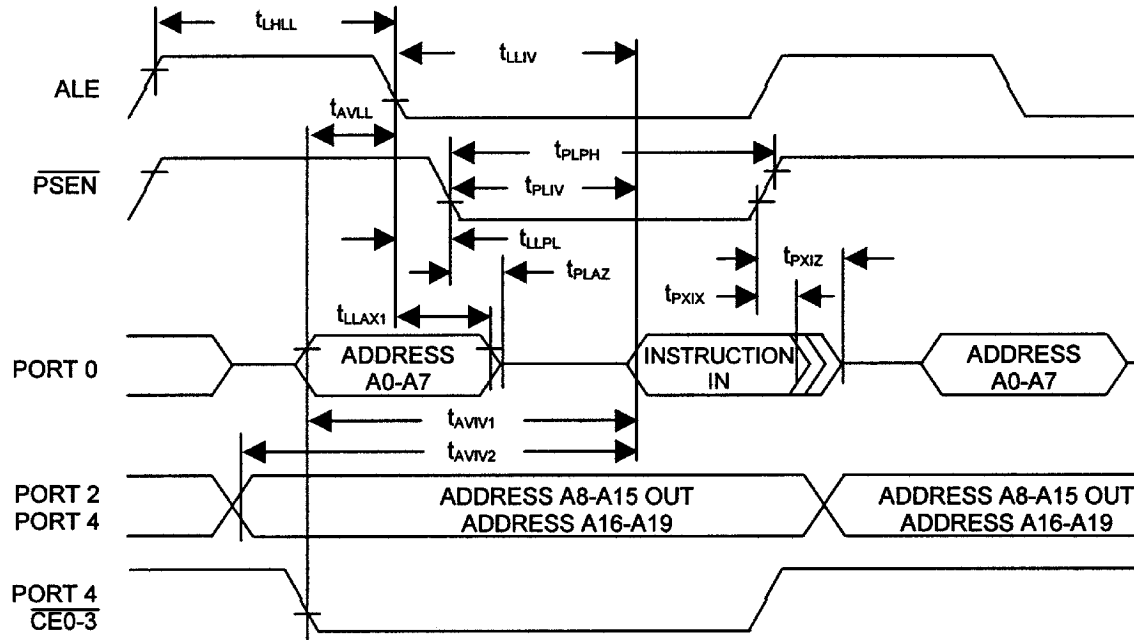 tLHLL
tLLIV
ALE
tAVLL
tPLPH
PSEN
tPLIV
tLLPL
tPLAZ
tPXIZ
tPXIX
tLLAX1
PORT 0
ADDRESS
A0-A7
INSTRUCTION
IN
ADDRESS
A0-A7
tAVIV1
tAVIV2
PORT 2
PORT 4
ADDRESS A8-A15 OUT
ADDRESS A16-A19
ADDRESS A8-A15 OUT
ADDRESS A16-A19
PORT 4
CE0-3